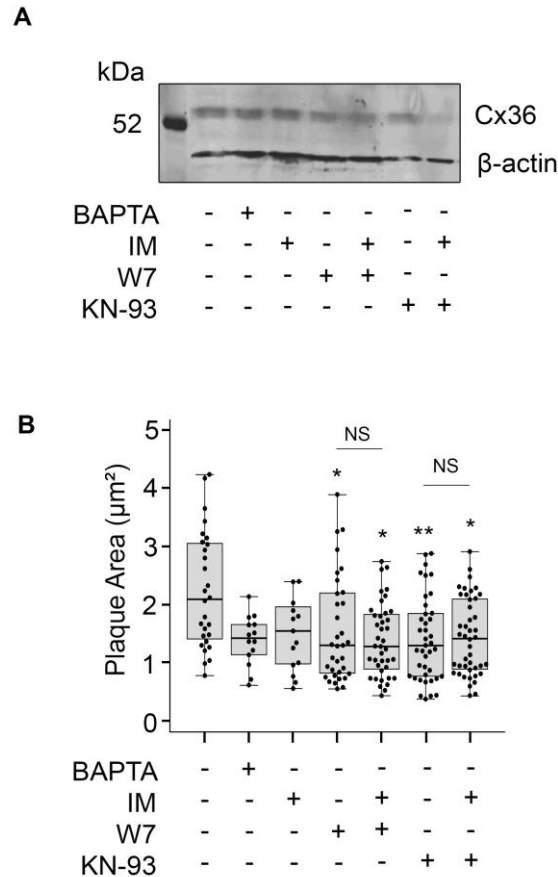 A
kDa
52
Cx36
β-actin
BAPTA - + - - - - -
IM - - + - + - +
W7 - - - + + - -
KN-93 - - - - - + +
B
Plaque Area (µm²)
5
4
3
2
1
0
NS
NS
*
*
**
*
BAPTA - + - - - - -
IM - - + - + - +
W7 - - - + + - -
KN-93 - - - - - + +